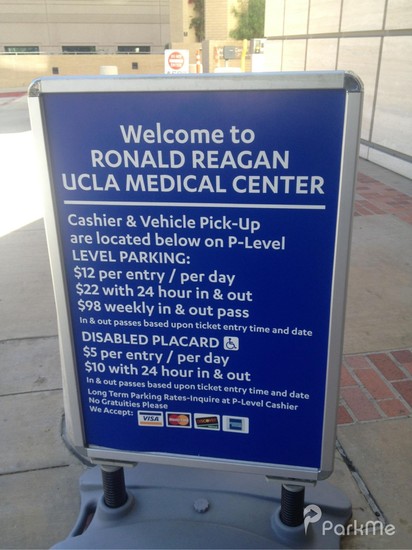 Welcome to
RONALD REAGAN
UCLA MEDICAL CENTER
Cashier & Vehicle Pick-Up
are located below on P-Level
LEVEL PARKING:
$12 per entry / per day
$22 with 24 hour in & out
$98 weekly in & out pass
In & out passes based upon ticket entry time and date
DISABLED PLACARD
$5 per entry / per day
$10 with 24 hour in & out
In & out passes based upon ticket entry time and date
Long Term Parking Rates-Inquire at P-Level Cashier
No Gratuities Please
We Accept: VISA
ParkMe